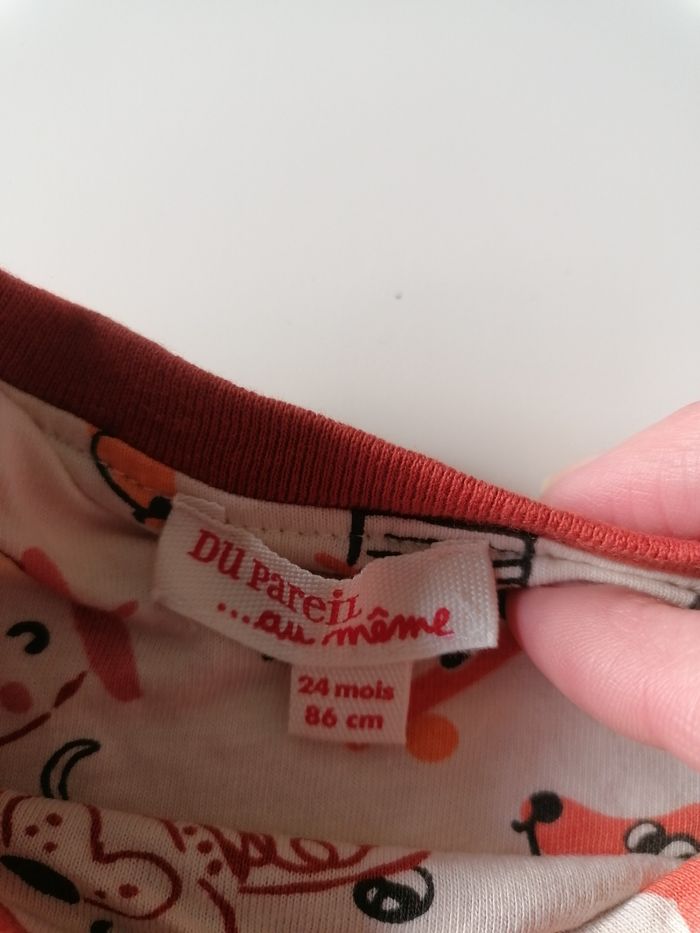 DU PAREIL
...au même
24 mois
86 cm